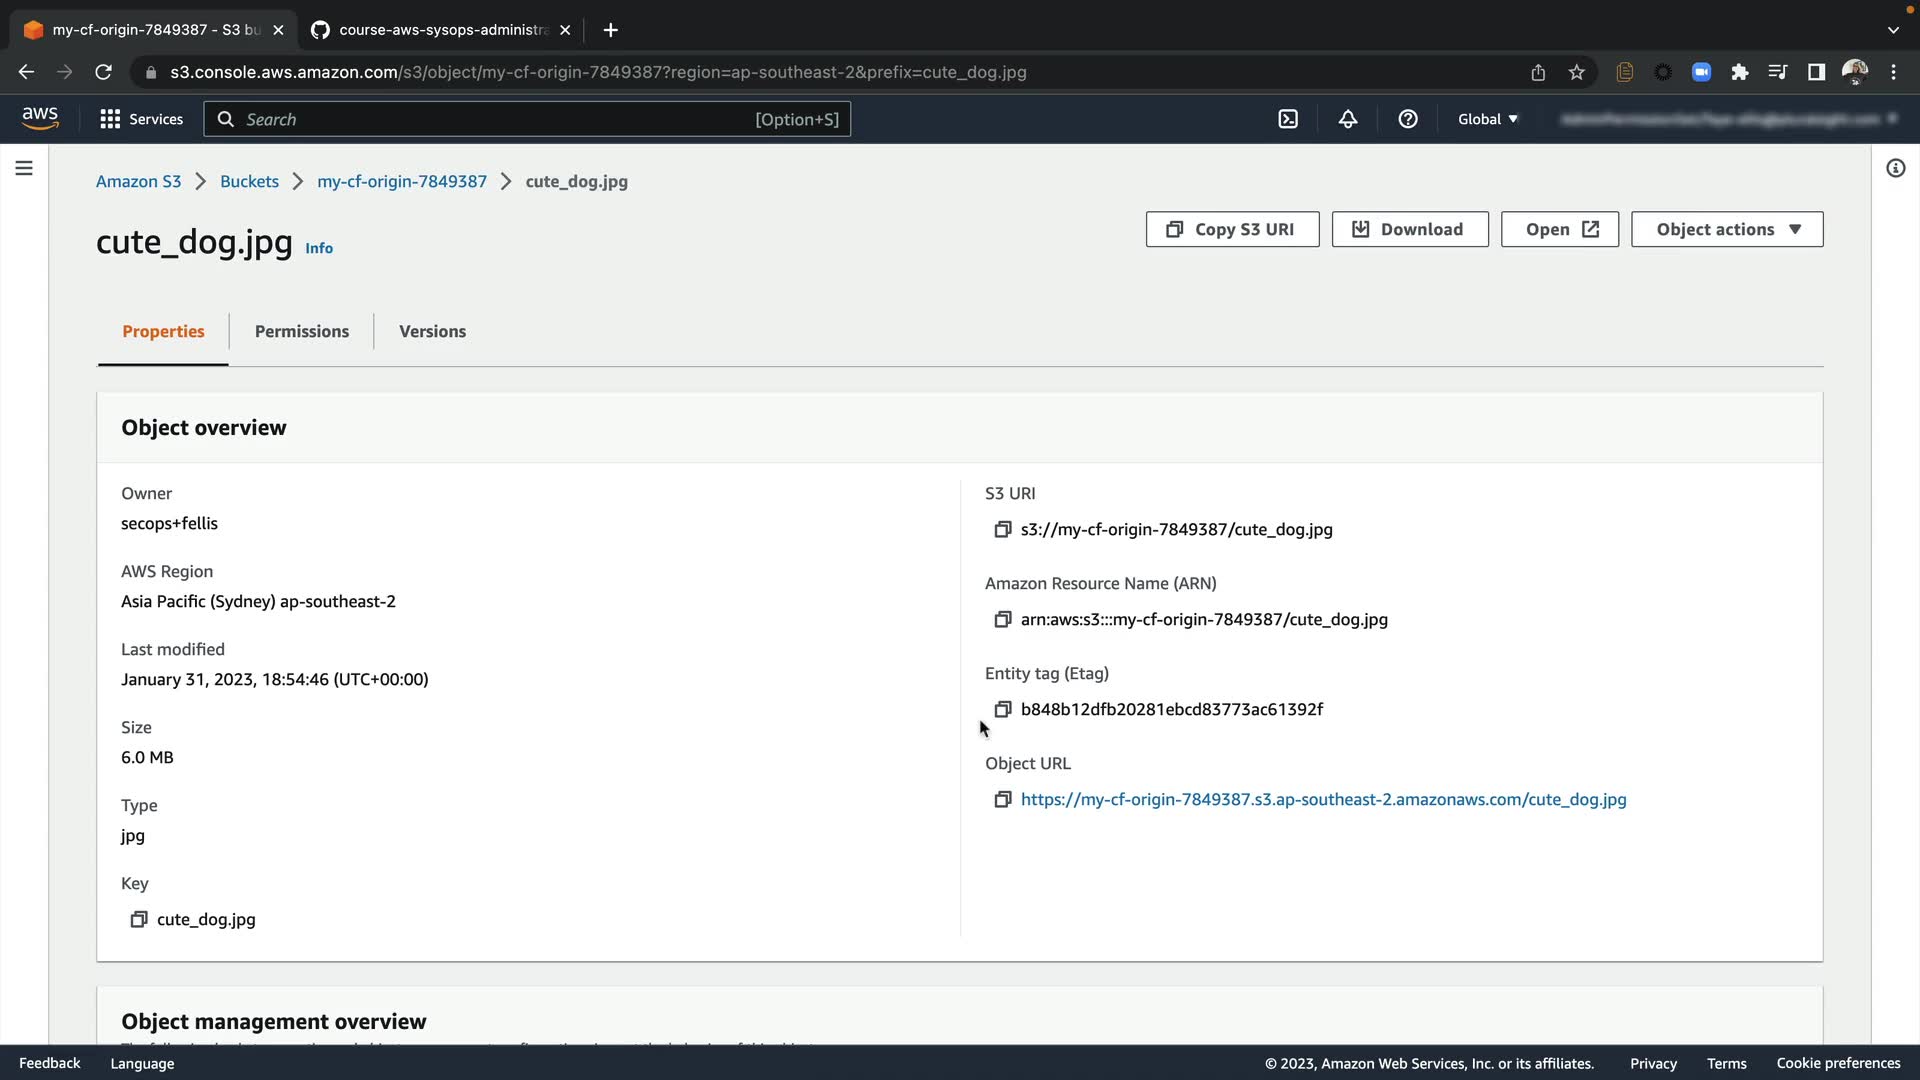 my-cf-origin-7849387 - S3 bu
course-aws-sysops-administra
s3.console.aws.amazon.com/s3/object/my-cf-origin-7849387?region=ap-southeast-2&prefix=cute_dog.jpg
aws
Services
Search
[Option+S]
Global
Amazon S3
Buckets
my-cf-origin-7849387
cute_dog.jpg
cute_dog.jpg
Info
Copy S3 URI
Download
Open
Object actions
Properties
Permissions
Versions
Object overview
Owner
secops+fellis
AWS Region
Asia Pacific (Sydney) ap-southeast-2
Last modified
January 31, 2023, 18:54:46 (UTC+00:00)
Size
6.0 MB
Type
jpg
Key
cute_dog.jpg
S3 URI
s3://my-cf-origin-7849387/cute_dog.jpg
Amazon Resource Name (ARN)
arn:aws:s3:::my-cf-origin-7849387/cute_dog.jpg
Entity tag (Etag)
b848b12dfb20281ebcd83773ac61392f
Object URL
https://my-cf-origin-7849387.s3.ap-southeast-2.amazonaws.com/cute_dog.jpg
Object management overview
Feedback
Language
© 2023, Amazon Web Services, Inc. or its affiliates.
Privacy
Terms
Cookie preferences